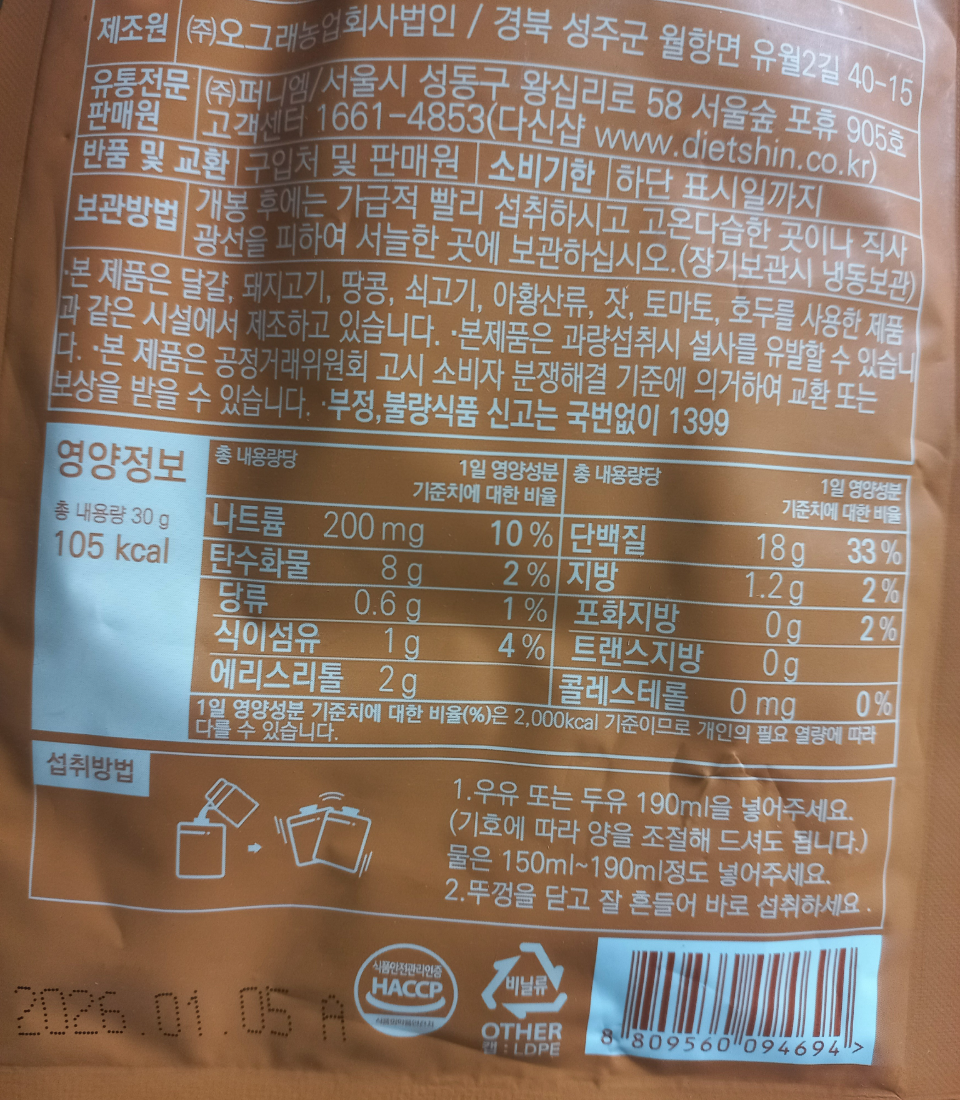 제조원 (주)오그래농업회사법인 / 경북 성주군 월항면 유월2길 40-15
유통전문 판매원 (주)퍼니엠/서울시 성동구 왕십리로 58 서울숲 포휴 905호
고객센터 1661-4853(다신샵 www.dietshin.co.kr)
반품 및 교환 구입처 및 판매원 소비기한 하단 표시일까지
보관방법 개봉 후에는 가급적 빨리 섭취하시고 고온다습한 곳이나 직사
광선을 피하여 서늘한 곳에 보관하십시오.(장기보관시 냉동보관)
·본 제품은 달걀, 돼지고기, 땅콩, 쇠고기, 아황산류, 잣, 토마토, 호두를 사용한 제품
과 같은 시설에서 제조하고 있습니다. ·본제품은 과량섭취시 설사를 유발할 수 있습니
다. ·본 제품은 공정거래위원회 고시 소비자 분쟁해결 기준에 의거하여 교환 또는
보상을 받을 수 있습니다. ·부정,불량식품 신고는 국번없이 1399
영양정보
총 내용량 30 g
105 kcal
총 내용량당 1일 영양성분
기준치에 대한 비율
나트륨 200 mg 10 %
탄수화물 8 g 2 %
당류 0.6 g 1 %
식이섬유 1 g 4 %
에리스리톨 2 g
총 내용량당 1일 영양성분
기준치에 대한 비율
단백질 18 g 33 %
지방 1.2 g 2 %
포화지방 0 g 2 %
트랜스지방 0 g
콜레스테롤 0 mg 0 %
1일 영양성분 기준치에 대한 비율(%)은 2,000kcal 기준이므로 개인의 필요 열량에 따라
다를 수 있습니다.
섭취방법
1.우유 또는 두유 190ml을 넣어주세요.
(기호에 따라 양을 조절해 드셔도 됩니다.)
물은 150ml~190ml정도 넣어주세요.
2.뚜껑을 닫고 잘 흔들어 바로 섭취하세요.
2026.01.05 A
식품안전관리인증
HACCP
식품의약품안전처
비닐류
OTHER
캡 : LDPE
8 809560 094694 >